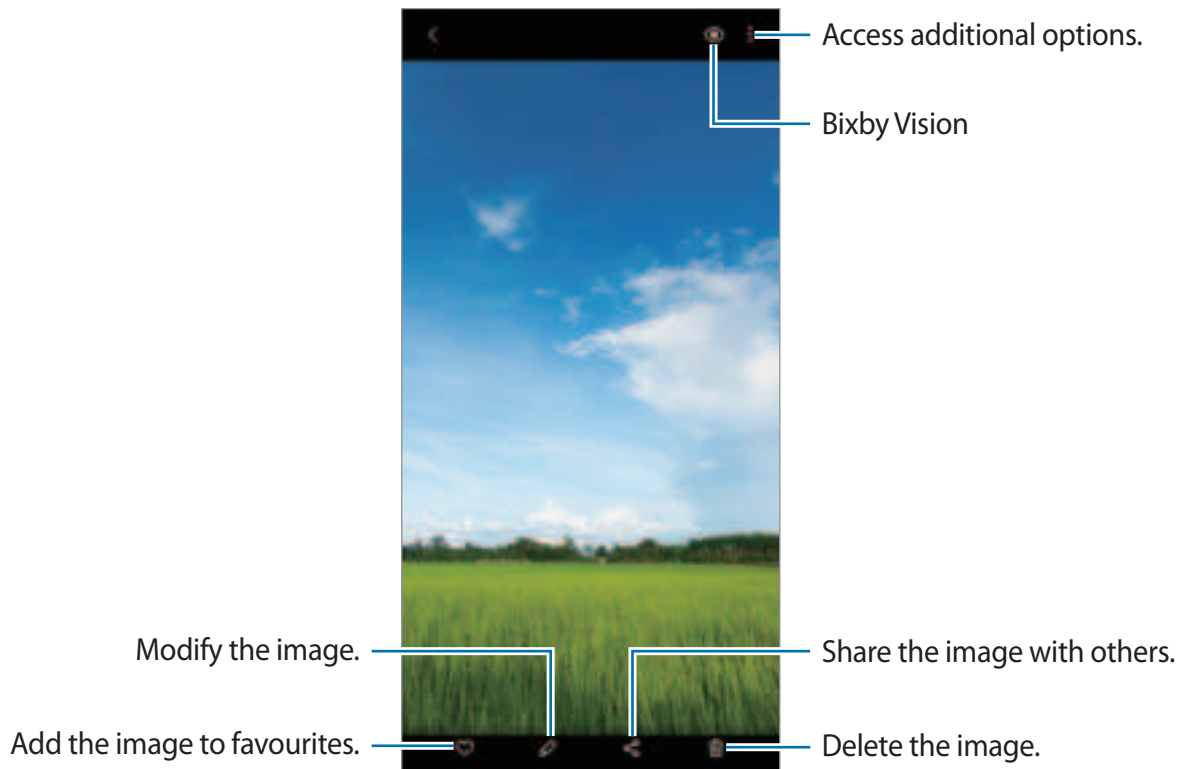 Access additional options.
Bixby Vision
Modify the image.
Share the image with others.
Add the image to favourites.
Delete the image.